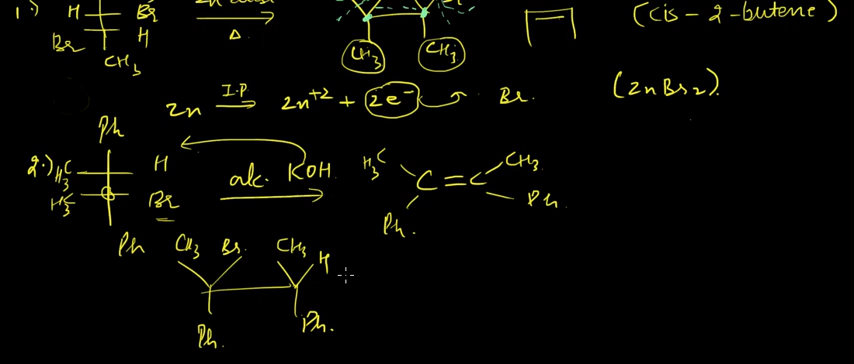 1.) H Br
Br H
CH₃
Δ
CH₃ CH₃
(Cis - 2 - butene)
Zn I.P → Zn⁺² + 2e⁻ Br. (ZnBr₂).
Ph
2.) H₃C H
H₃C Br
Ph
alc. KOH.
H₃C CH₃
C = C
Ph. Ph.
CH₃ Br. CH₃ H
Ph. Ph.